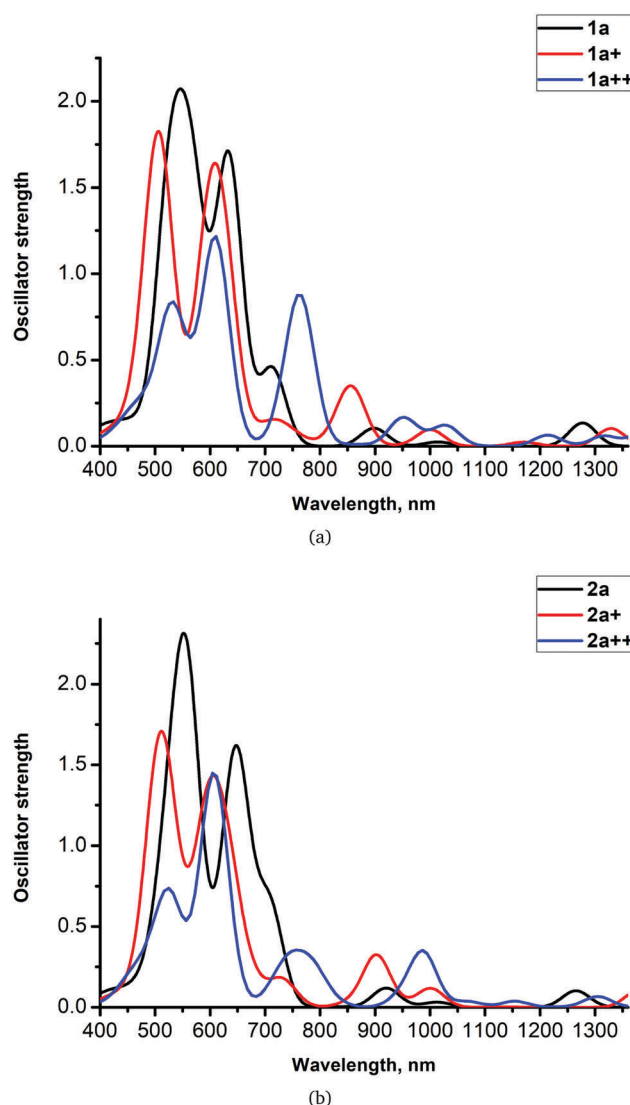 1a
1a+
1a++
2.0
1.5
1.0
0.5
0.0
Oscillator strength
400 500 600 700 800 900 1000 1100 1200 1300
Wavelength, nm
(a)
2a
2a+
2a++
2.0
1.5
1.0
0.5
0.0
Oscillator strength
400 500 600 700 800 900 1000 1100 1200 1300
Wavelength, nm
(b)